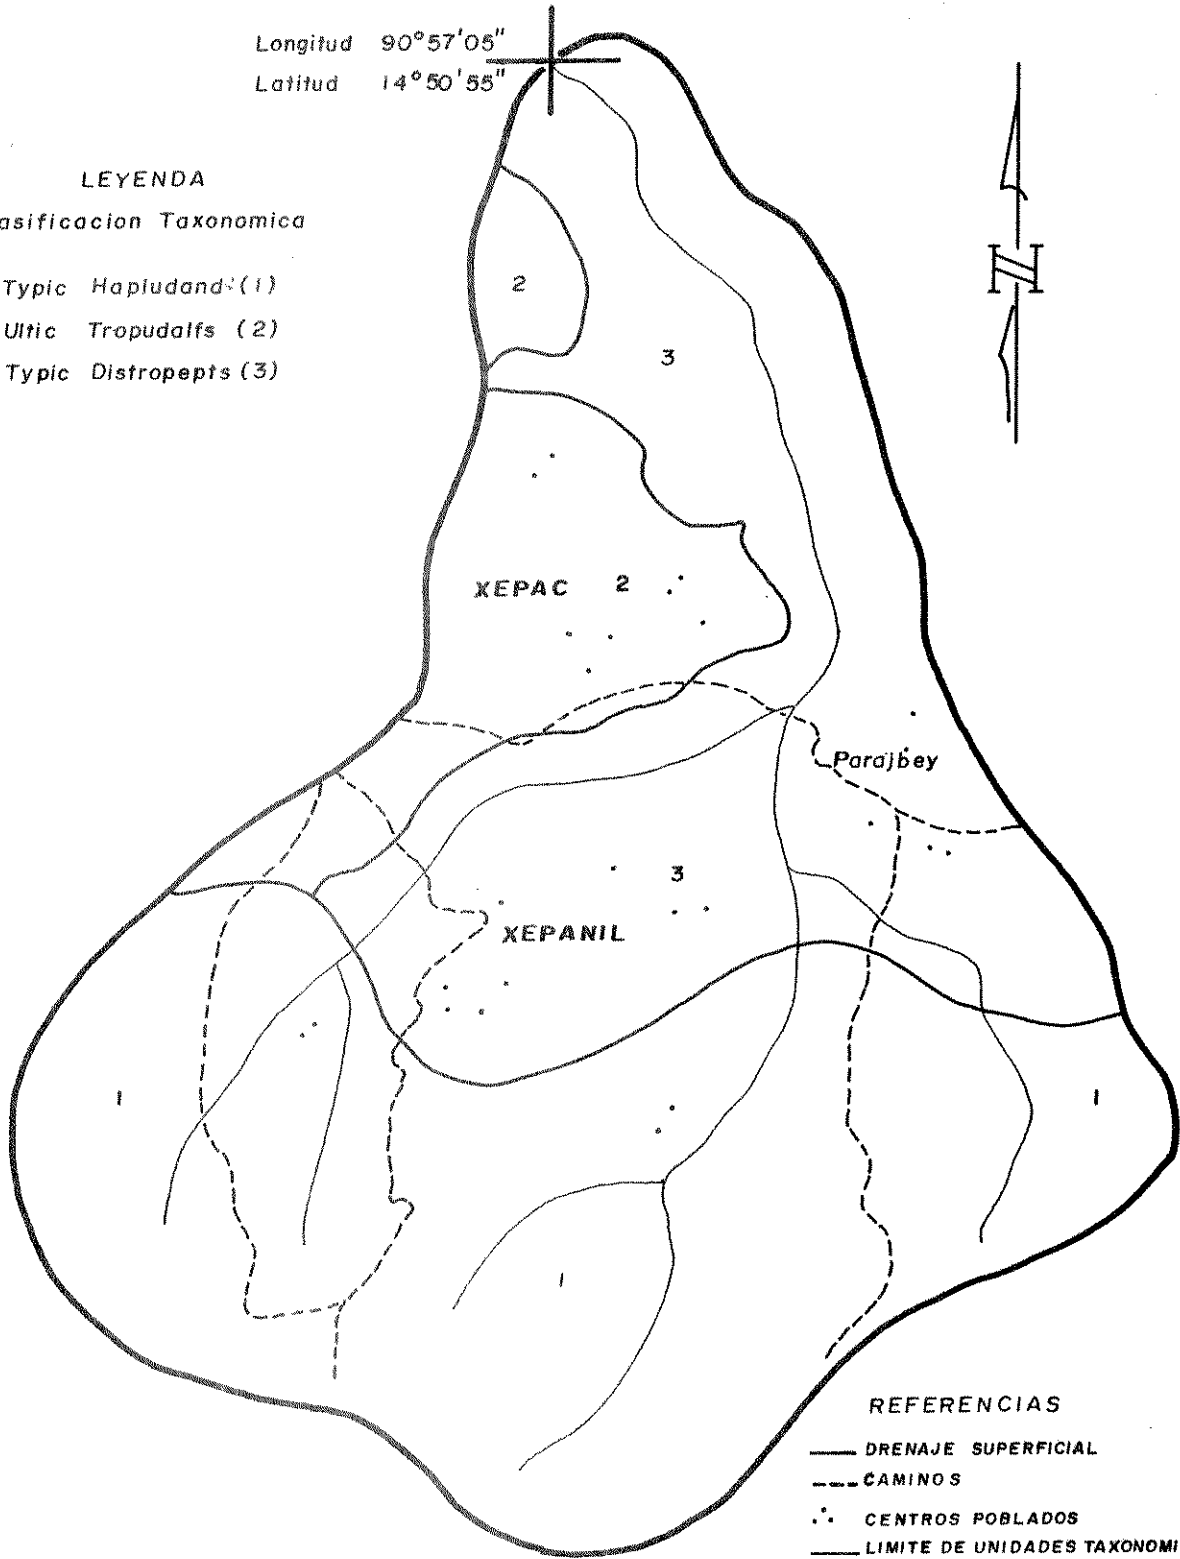 Longitud 90°57'05"
Latitud 14°50'55"
LEYENDA
asificacion Taxonomica
Typic Hapludand (1)
Ultic Tropudalfs (2)
Typic Distropepts (3)
N
2
3
XEPAC 2
Parajbey
3
XEPANIL
1
1
1
REFERENCIAS
DRENAJE SUPERFICIAL
CAMINOS
CENTROS POBLADOS
LIMITE DE UNIDADES TAXONOMI